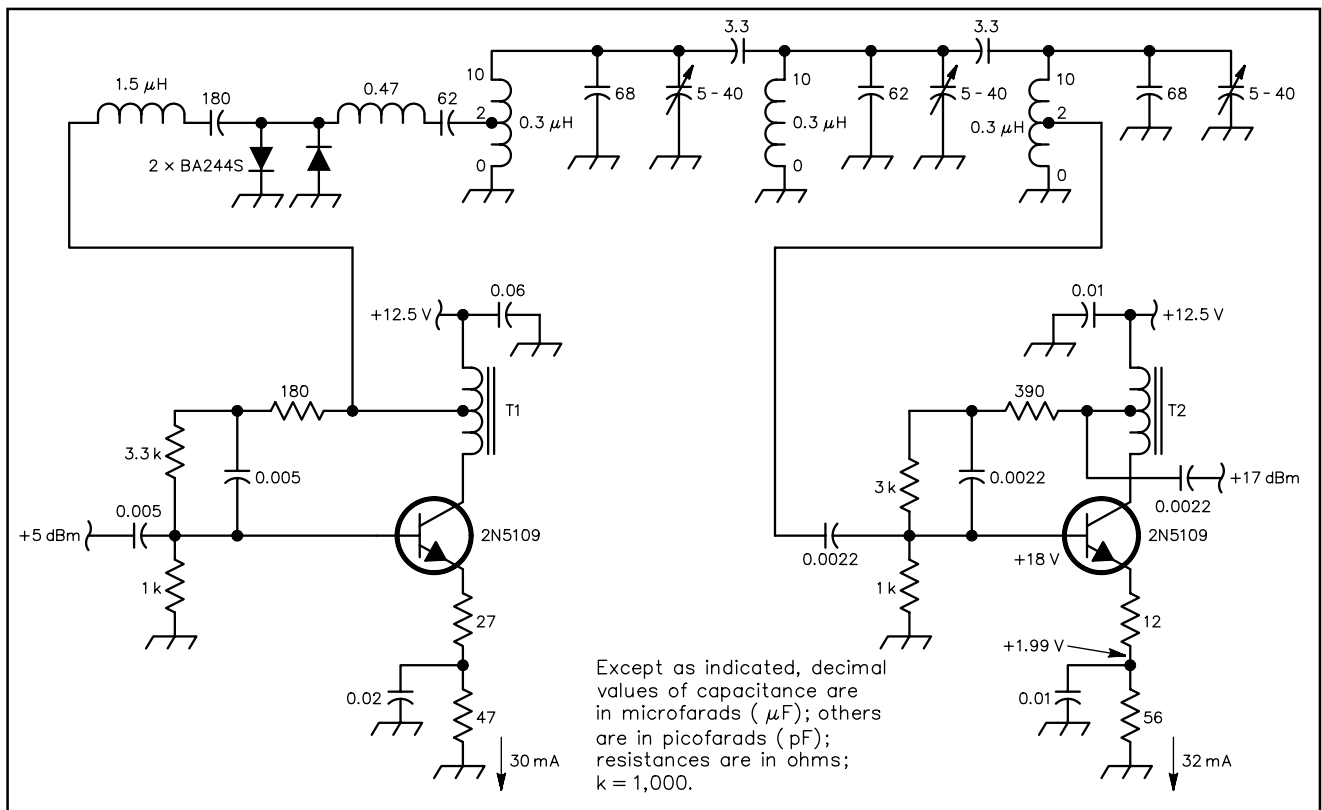 3.3
3.3
1.5 μH
180
0.47
62
10
2
0
0.3 μH
68
5 - 40
10
0.3 μH
0
62
5 - 40
10
2
0.3 μH
0
68
5 - 40
2 × BA244S
+12.5 V
0.06
T1
180
3.3 k
0.005
0.005
+5 dBm
1 k
2N5109
27
0.02
47
30 mA
0.01
+12.5 V
T2
390
3 k
0.0022
0.0022
+17 dBm
0.0022
1 k
+18 V
2N5109
12
+1.99 V
0.01
56
32 mA
Except as indicated, decimal
values of capacitance are
in microfarads ( μF); others
are in picofarads ( pF);
resistances are in ohms;
k = 1,000.